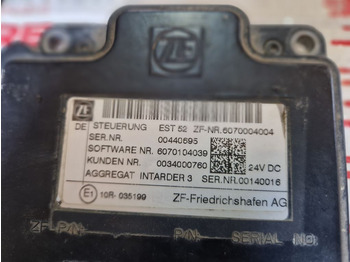 ZF
ZF
DE STEUERUNG EST 52 ZF-NR.6070004004
SER.NR. 00440695
SOFTWARE NR. 6070104039
KUNDEN NR. 0034000760 24V DC
AGGREGAT INTARDER 3 SER.NR.00140016
E1 10R-035199 ZF-Friedrichshafen AG
ZF-P/N: P/N: SERIAL NO: